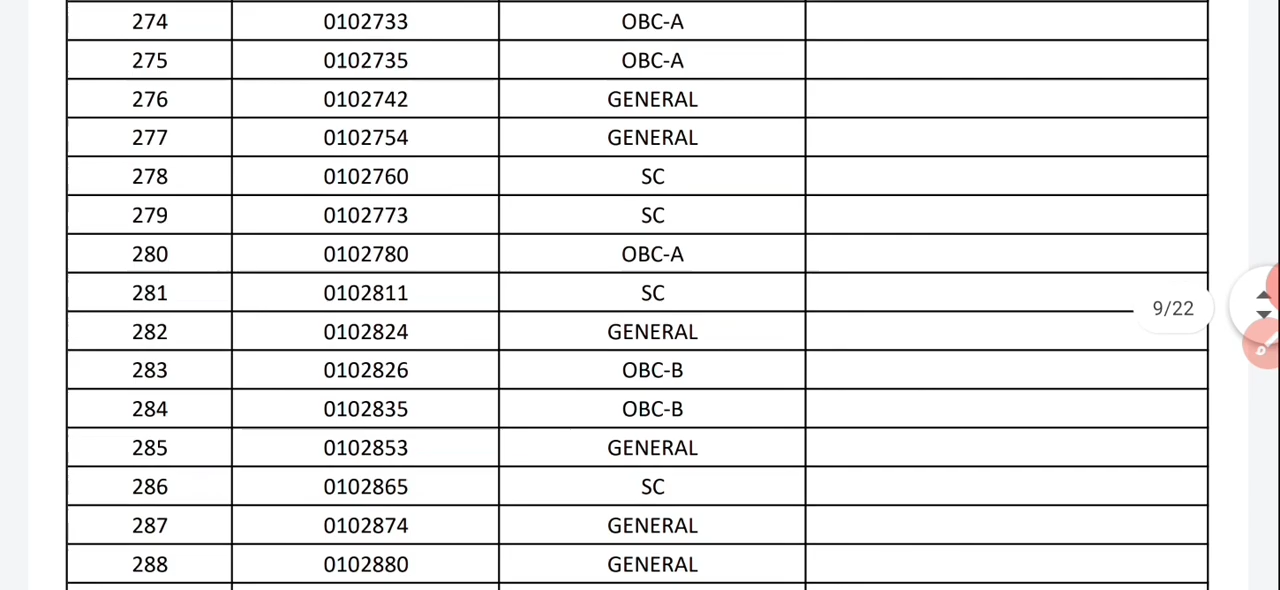 274 0102733 OBC-A
275 0102735 OBC-A
276 0102742 GENERAL
277 0102754 GENERAL
278 0102760 SC
279 0102773 SC
280 0102780 OBC-A
281 0102811 SC
9/22
282 0102824 GENERAL
283 0102826 OBC-B
284 0102835 OBC-B
285 0102853 GENERAL
286 0102865 SC
287 0102874 GENERAL
288 0102880 GENERAL